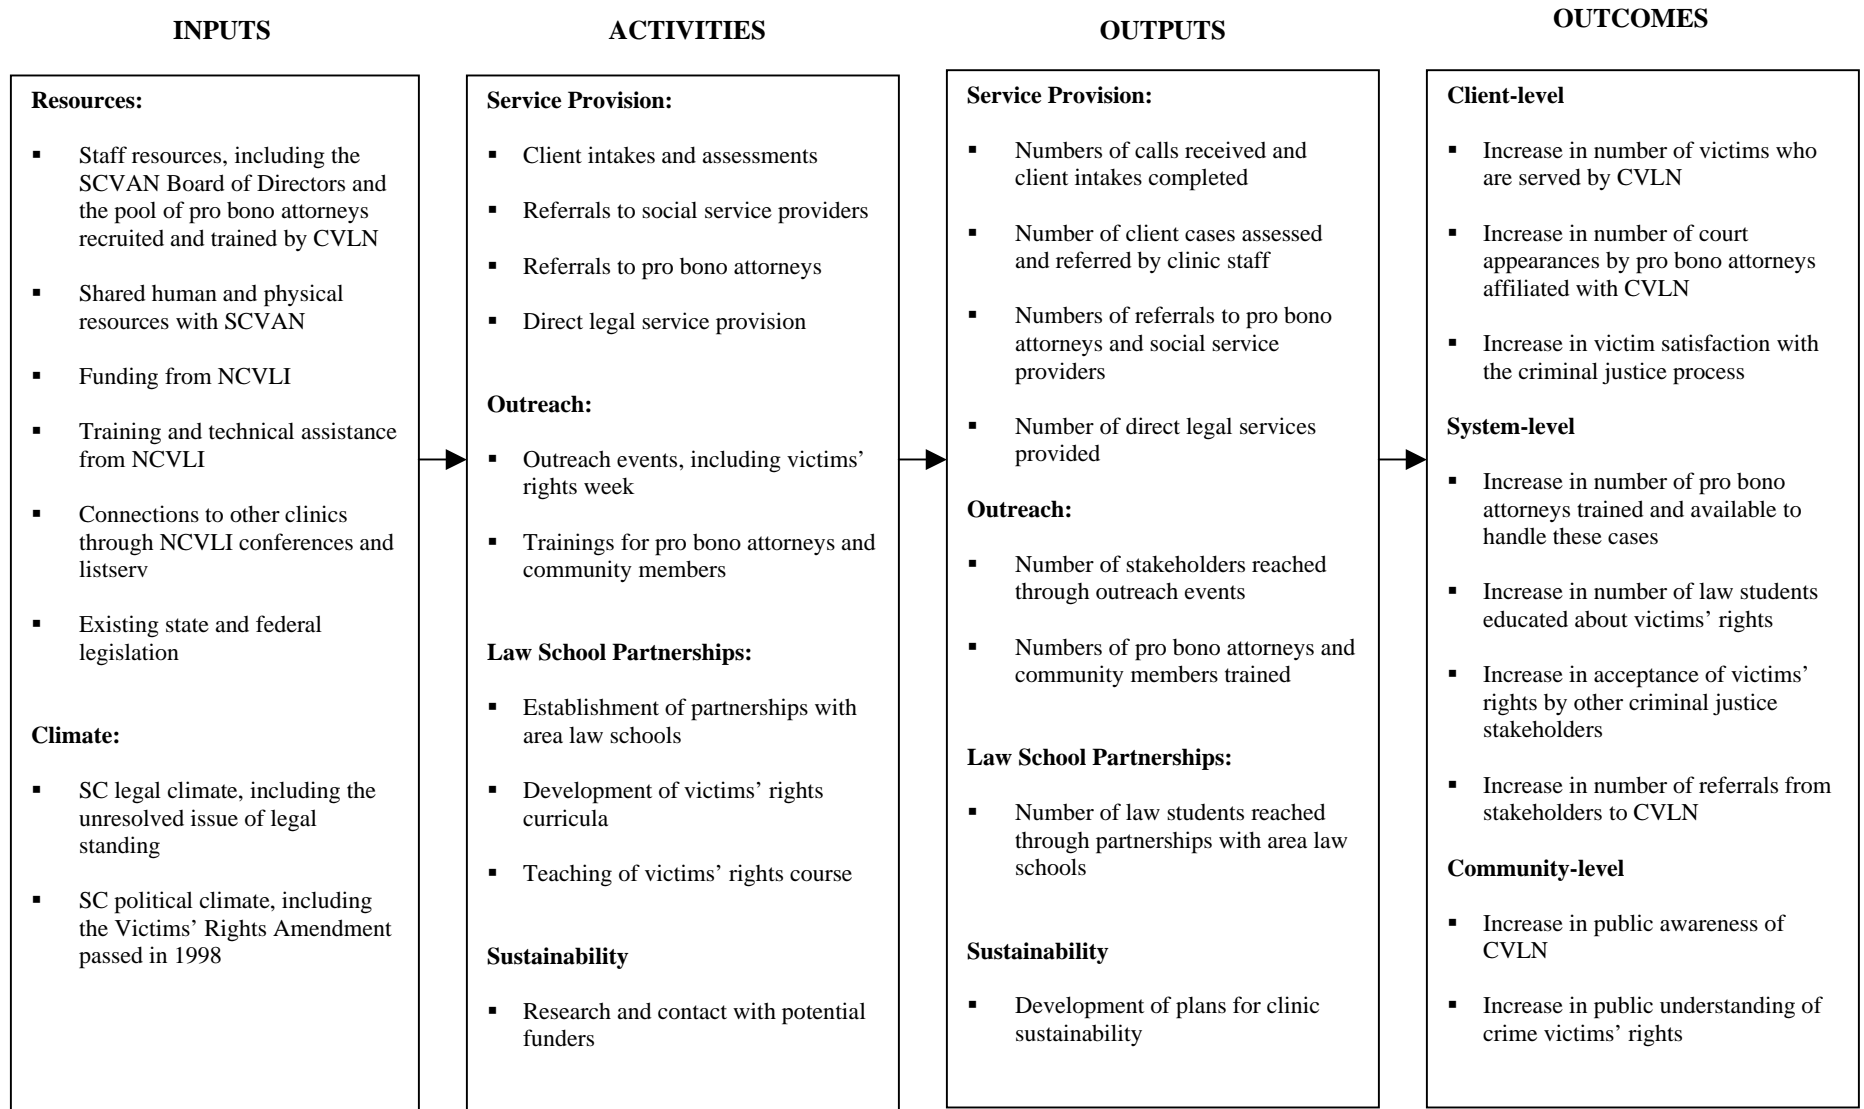 INPUTS
Resources:
▪ Staff resources, including the
SCVAN Board of Directors and
the pool of pro bono attorneys
recruited and trained by CVLN
▪ Shared human and physical
resources with SCVAN
▪ Funding from NCVLI
▪ Training and technical assistance
from NCVLI
▪ Connections to other clinics
through NCVLI conferences and
listserv
▪ Existing state and federal
legislation
Climate:
▪ SC legal climate, including the
unresolved issue of legal
standing
▪ SC political climate, including
the Victims’ Rights Amendment
passed in 1998
ACTIVITIES
Service Provision:
▪ Client intakes and assessments
▪ Referrals to social service providers
▪ Referrals to pro bono attorneys
▪ Direct legal service provision
Outreach:
▪ Outreach events, including victims’
rights week
▪ Trainings for pro bono attorneys and
community members
Law School Partnerships:
▪ Establishment of partnerships with
area law schools
▪ Development of victims’ rights
curricula
▪ Teaching of victims’ rights course
Sustainability
▪ Research and contact with potential
funders
OUTPUTS
Service Provision:
▪ Numbers of calls received and
client intakes completed
▪ Number of client cases assessed
and referred by clinic staff
▪ Numbers of referrals to pro bono
attorneys and social service
providers
▪ Number of direct legal services
provided
Outreach:
▪ Number of stakeholders reached
through outreach events
▪ Numbers of pro bono attorneys and
community members trained
Law School Partnerships:
▪ Number of law students reached
through partnerships with area law
schools
Sustainability
▪ Development of plans for clinic
sustainability
OUTCOMES
Client-level
▪ Increase in number of victims who
are served by CVLN
▪ Increase in number of court
appearances by pro bono attorneys
affiliated with CVLN
▪ Increase in victim satisfaction with
the criminal justice process
System-level
▪ Increase in number of pro bono
attorneys trained and available to
handle these cases
▪ Increase in number of law students
educated about victims’ rights
▪ Increase in acceptance of victims’
rights by other criminal justice
stakeholders
▪ Increase in number of referrals from
stakeholders to CVLN
Community-level
▪ Increase in public awareness of
CVLN
▪ Increase in public understanding of
crime victims’ rights